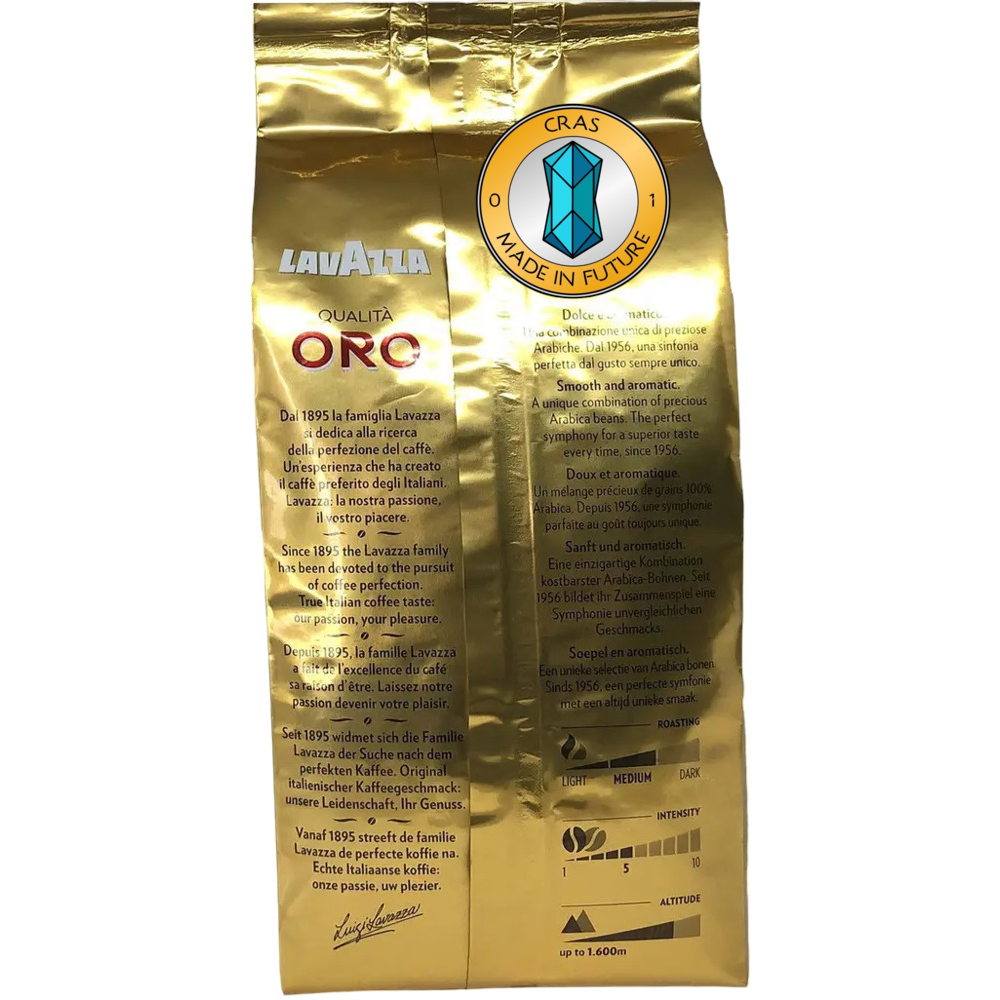 LAVAZZA
QUALITÀ
ORO
Dal 1895 la famiglia Lavazza
si dedica alla ricerca
della perfezione del caffè.
Un'esperienza che ha creato
il caffè preferito degli Italiani.
Lavazza: la nostra passione,
il vostro piacere.
Since 1895 the Lavazza family
has been devoted to the pursuit
of coffee perfection.
True Italian coffee taste:
our passion, your pleasure.
Depuis 1895, la famille Lavazza
a fait de l'excellence du café
sa raison d'être. Laissez notre
passion devenir votre plaisir.
Seit 1895 widmet sich die Familie
Lavazza der Suche nach dem
perfekten Kaffee. Original
italienischer Kaffeegeschmack:
unsere Leidenschaft, Ihr Genuss.
Vanaf 1895 streeft de familie
Lavazza de perfecte koffie na.
Echte Italiaanse koffie:
onze passie, uw plezier.
Luigi Lavazza
CRAS
0 1
MADE IN FUTURE
Dolce e
combinazione unica di preziose
Arabiche. Dal 1956, una sinfonia
perfetta dal gusto sempre unico.
Smooth and aromatic.
A unique combination of precious
Arabica beans. The perfect
symphony for a superior taste
every time, since 1956.
Doux et aromatique.
Un mélange précieux de grains 100%
Arabica. Depuis 1956, une symphonie
parfaite au goût toujours unique.
Sanft und aromatisch.
Eine einzigartige Kombination
kostbarster Arabica-Bohnen. Seit
1956 bildet ihr Zusammenspiel eine
Symphonie unvergleichlichen
Geschmacks.
Soepel en aromatisch.
Een unieke selectie van Arabica bonen.
Sinds 1956, een perfecte symfonie
met een altijd unieke smaak.
ROASTING
LIGHT MEDIUM DARK
INTENSITY
1 5 10
ALTITUDE
up to 1.600m